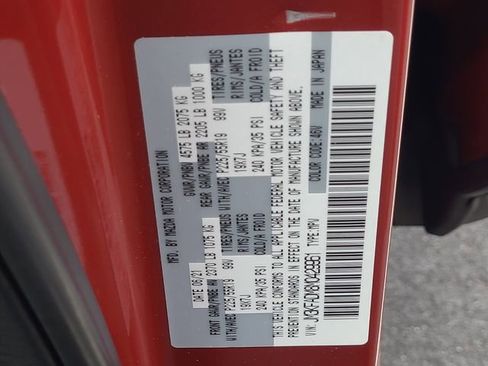 MFD. BY MAZDA MOTOR CORPORATION
DATE 06/21 GVWR/PNBV 4575 LB 2075 KG
FRONT GAWR/PNBE AV 2370 LB 1075 KG REAR GAWR/PNBE AR 2205 LB 1000 KG
WITH/AVEC P225/55R19 99V TIRES/PNEUS WITH/AVEC P225/55R19 99V TIRES/PNEUS
19X7J RIMS/JANTES 19X7J RIMS/JANTES
240 KPA/35 PSI COLD/A FROID 240 KPA/35 PSI COLD/A FROID
THIS VEHICLE CONFORMS TO ALL APPLICABLE FEDERAL MOTOR VEHICLE SAFETY AND BUMPER
STANDARDS IN EFFECT ON THE DATE OF MANUFACTURE SHOWN ABOVE.
COLOR CODE: 46V MADE IN JAPAN
VIN: TYPE: MPV